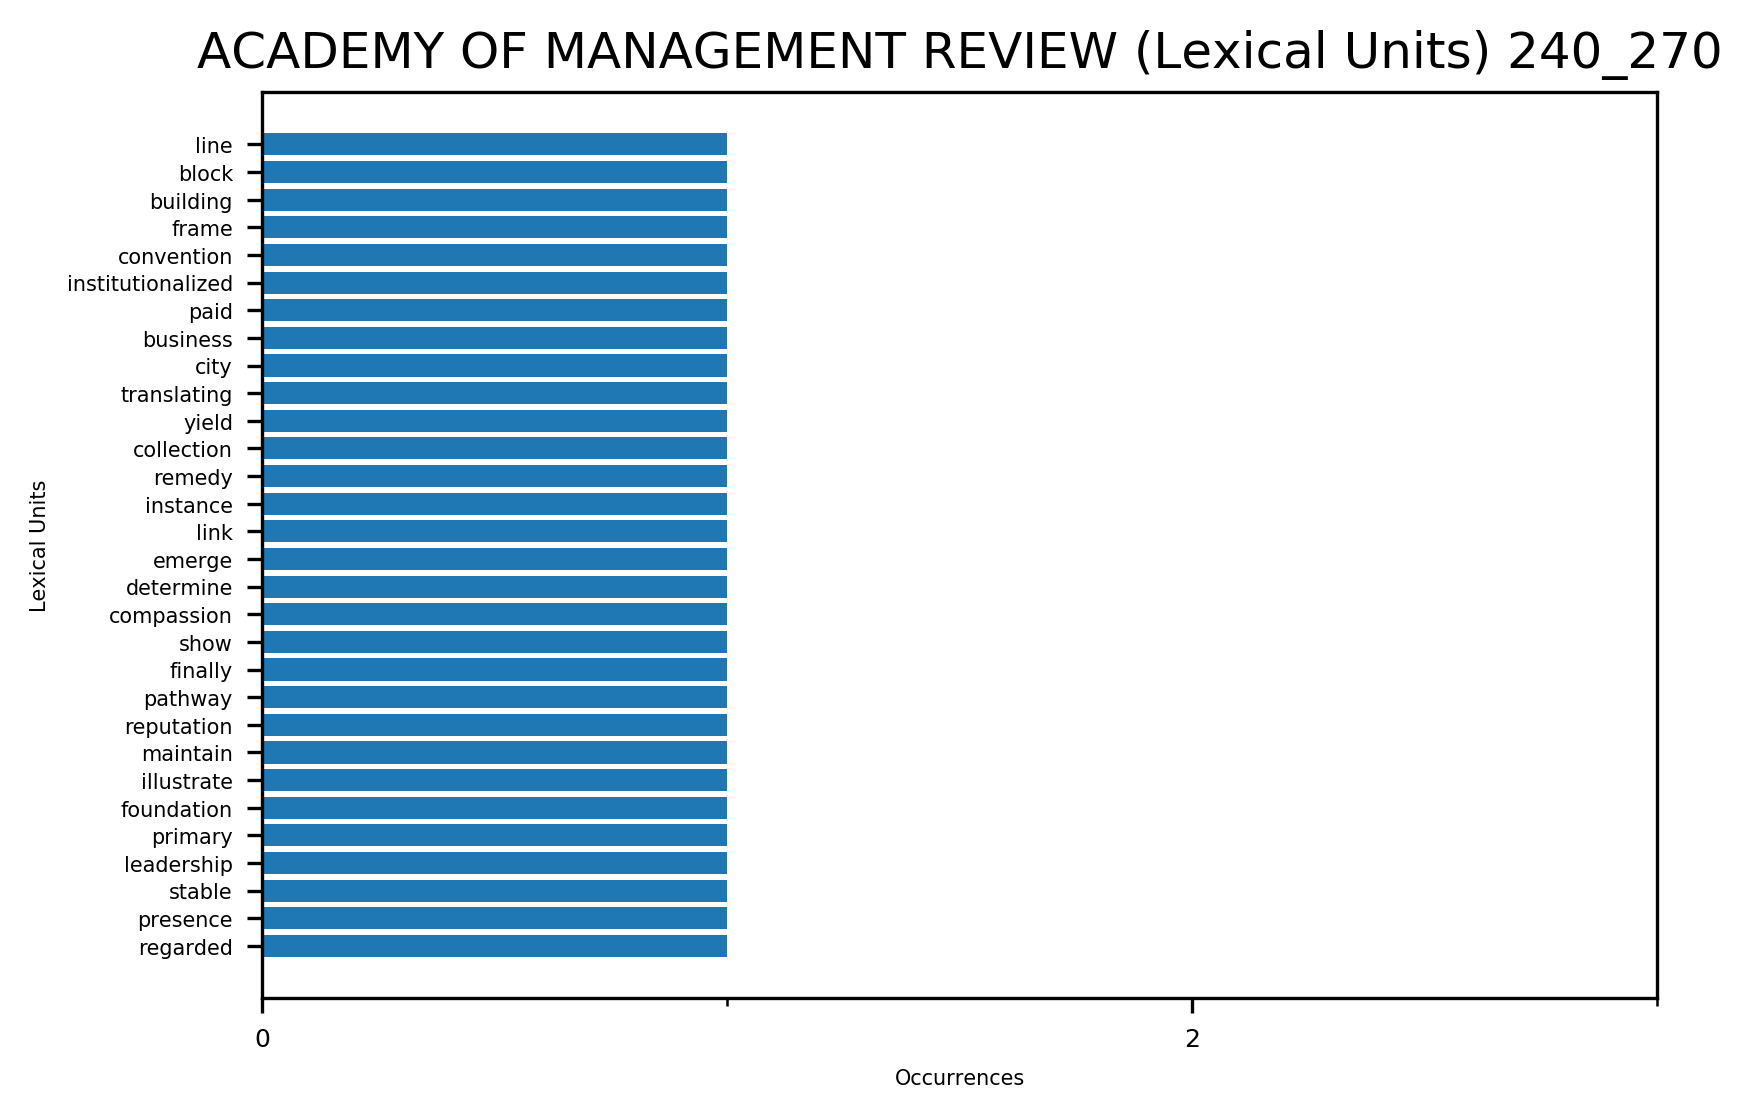 ACADEMY OF MANAGEMENT REVIEW (Lexical Units) 240_270
line
block
building
frame
convention
institutionalized
paid
business
city
translating
yield
collection
remedy
instance
link
emerge
determine
compassion
show
finally
pathway
reputation
maintain
illustrate
foundation
primary
leadership
stable
presence
regarded
Lexical Units
0 2
Occurrences